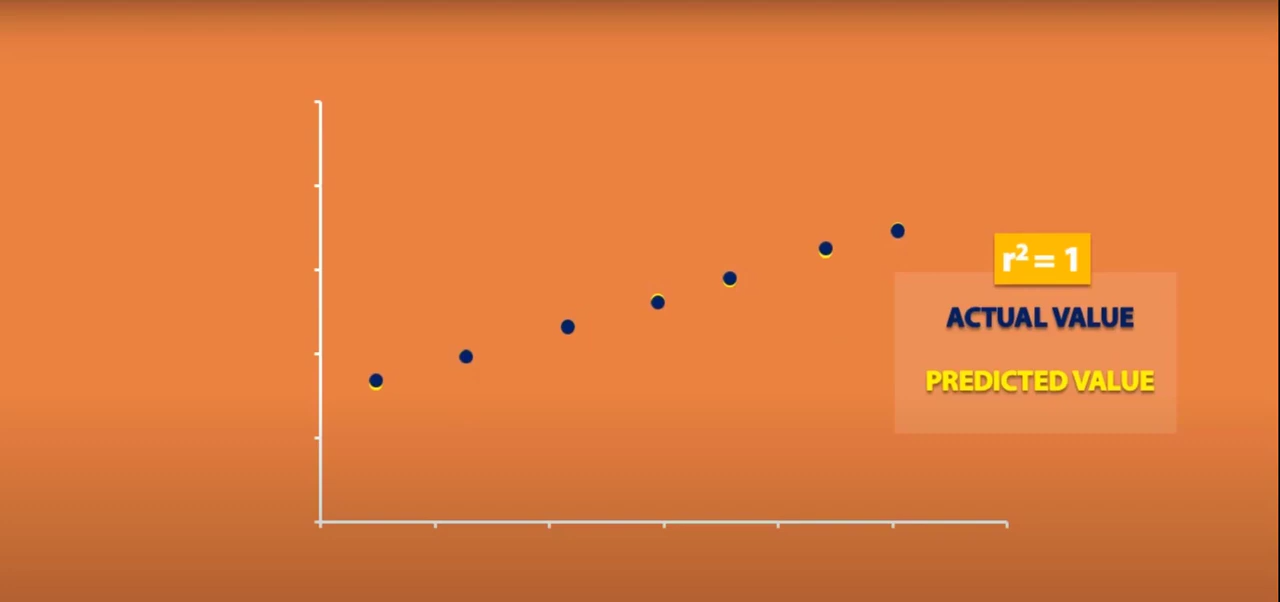 r² = 1
ACTUAL VALUE
PREDICTED VALUE